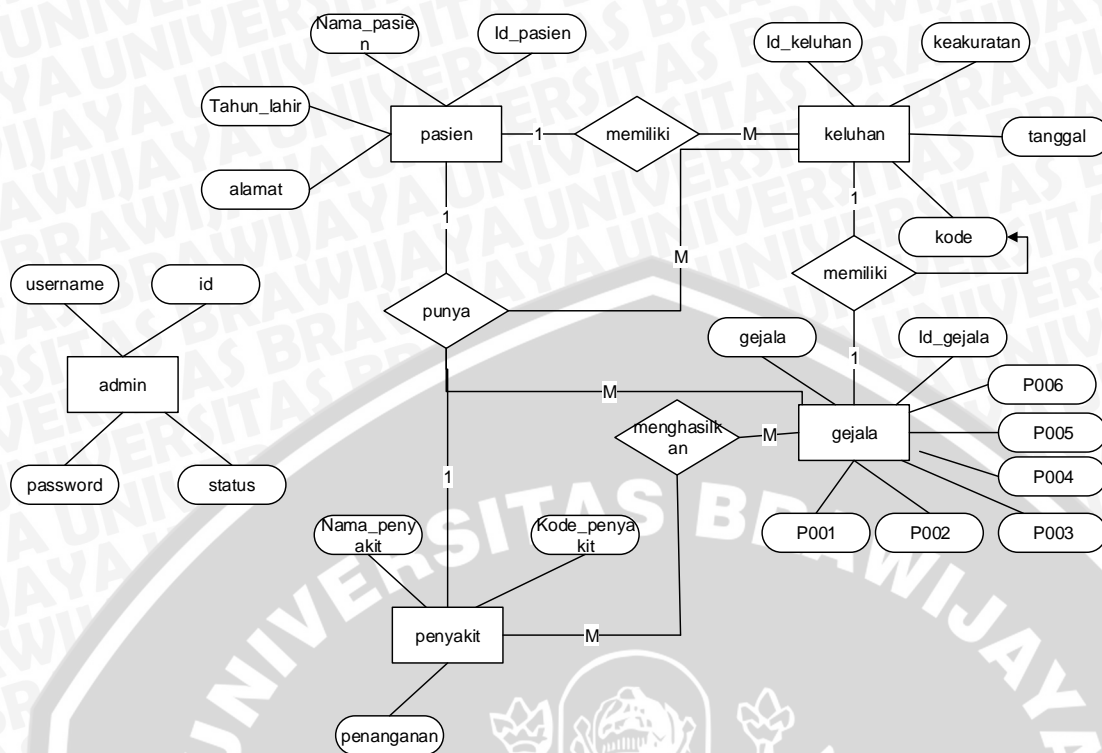 Nama_pasie
n
Id_pasien
Id_keluhan
keakuratan
Tahun_lahir
pasien
1
memiliki
M
keluhan
tanggal
alamat
1
1
kode
M
memiliki
username
id
punya
gejala
Id_gejala
1
admin
P006
M
menghasilk
an
M
gejala
P005
P004
password
status
1
Nama_peny
akit
Kode_penya
kit
P001
P002
P003
penyakit
M
penanganan
UNIVERSITAS BRAWIJAYA